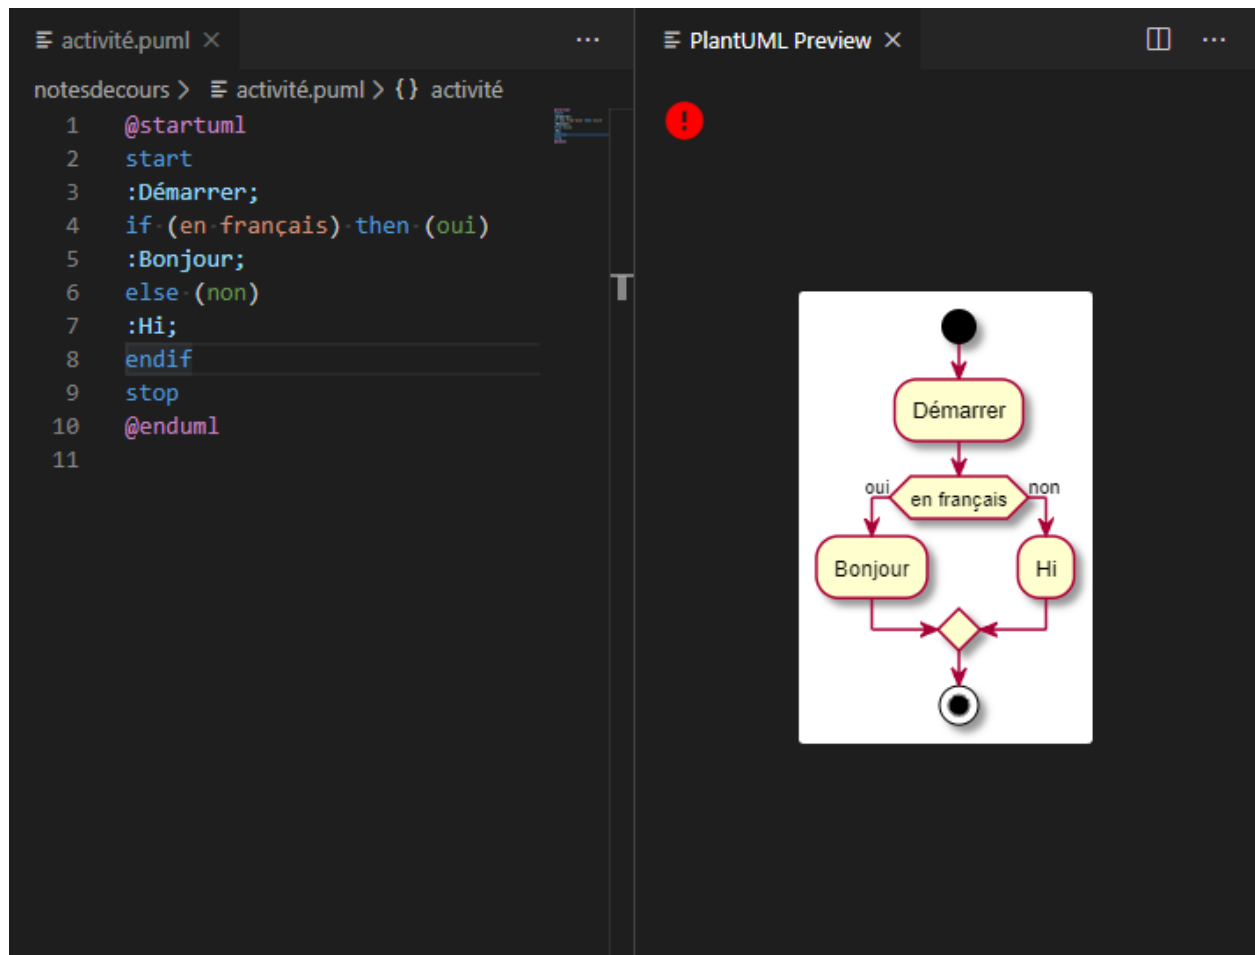 activité.puml
PlantUML Preview
notesdecours > activité.puml > {} activité
1 @startuml
2 start
3 :Démarrer;
4 if (en français) then (oui)
5 :Bonjour;
6 else (non)
7 :Hi;
8 endif
9 stop
10 @enduml
11
Démarrer
oui
en français
non
Bonjour
Hi